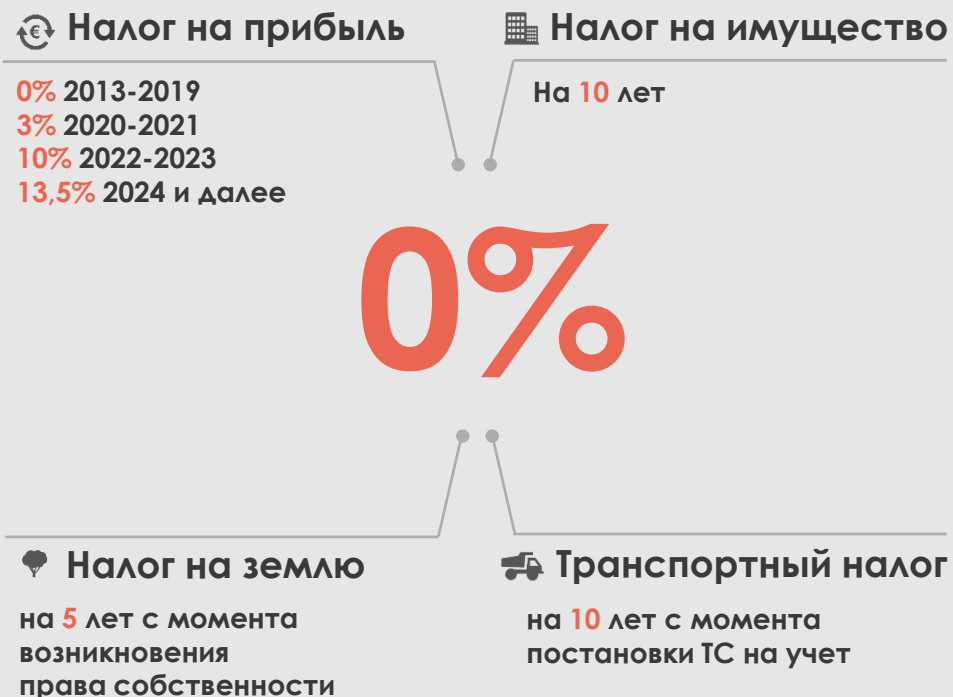 Налог на прибыль
0% 2013-2019
3% 2020-2021
10% 2022-2023
13,5% 2024 и далее
Налог на имущество
На 10 лет
0%
Налог на землю
на 5 лет с момента
возникновения
права собственности
Транспортный налог
на 10 лет с момента
постановки ТС на учет